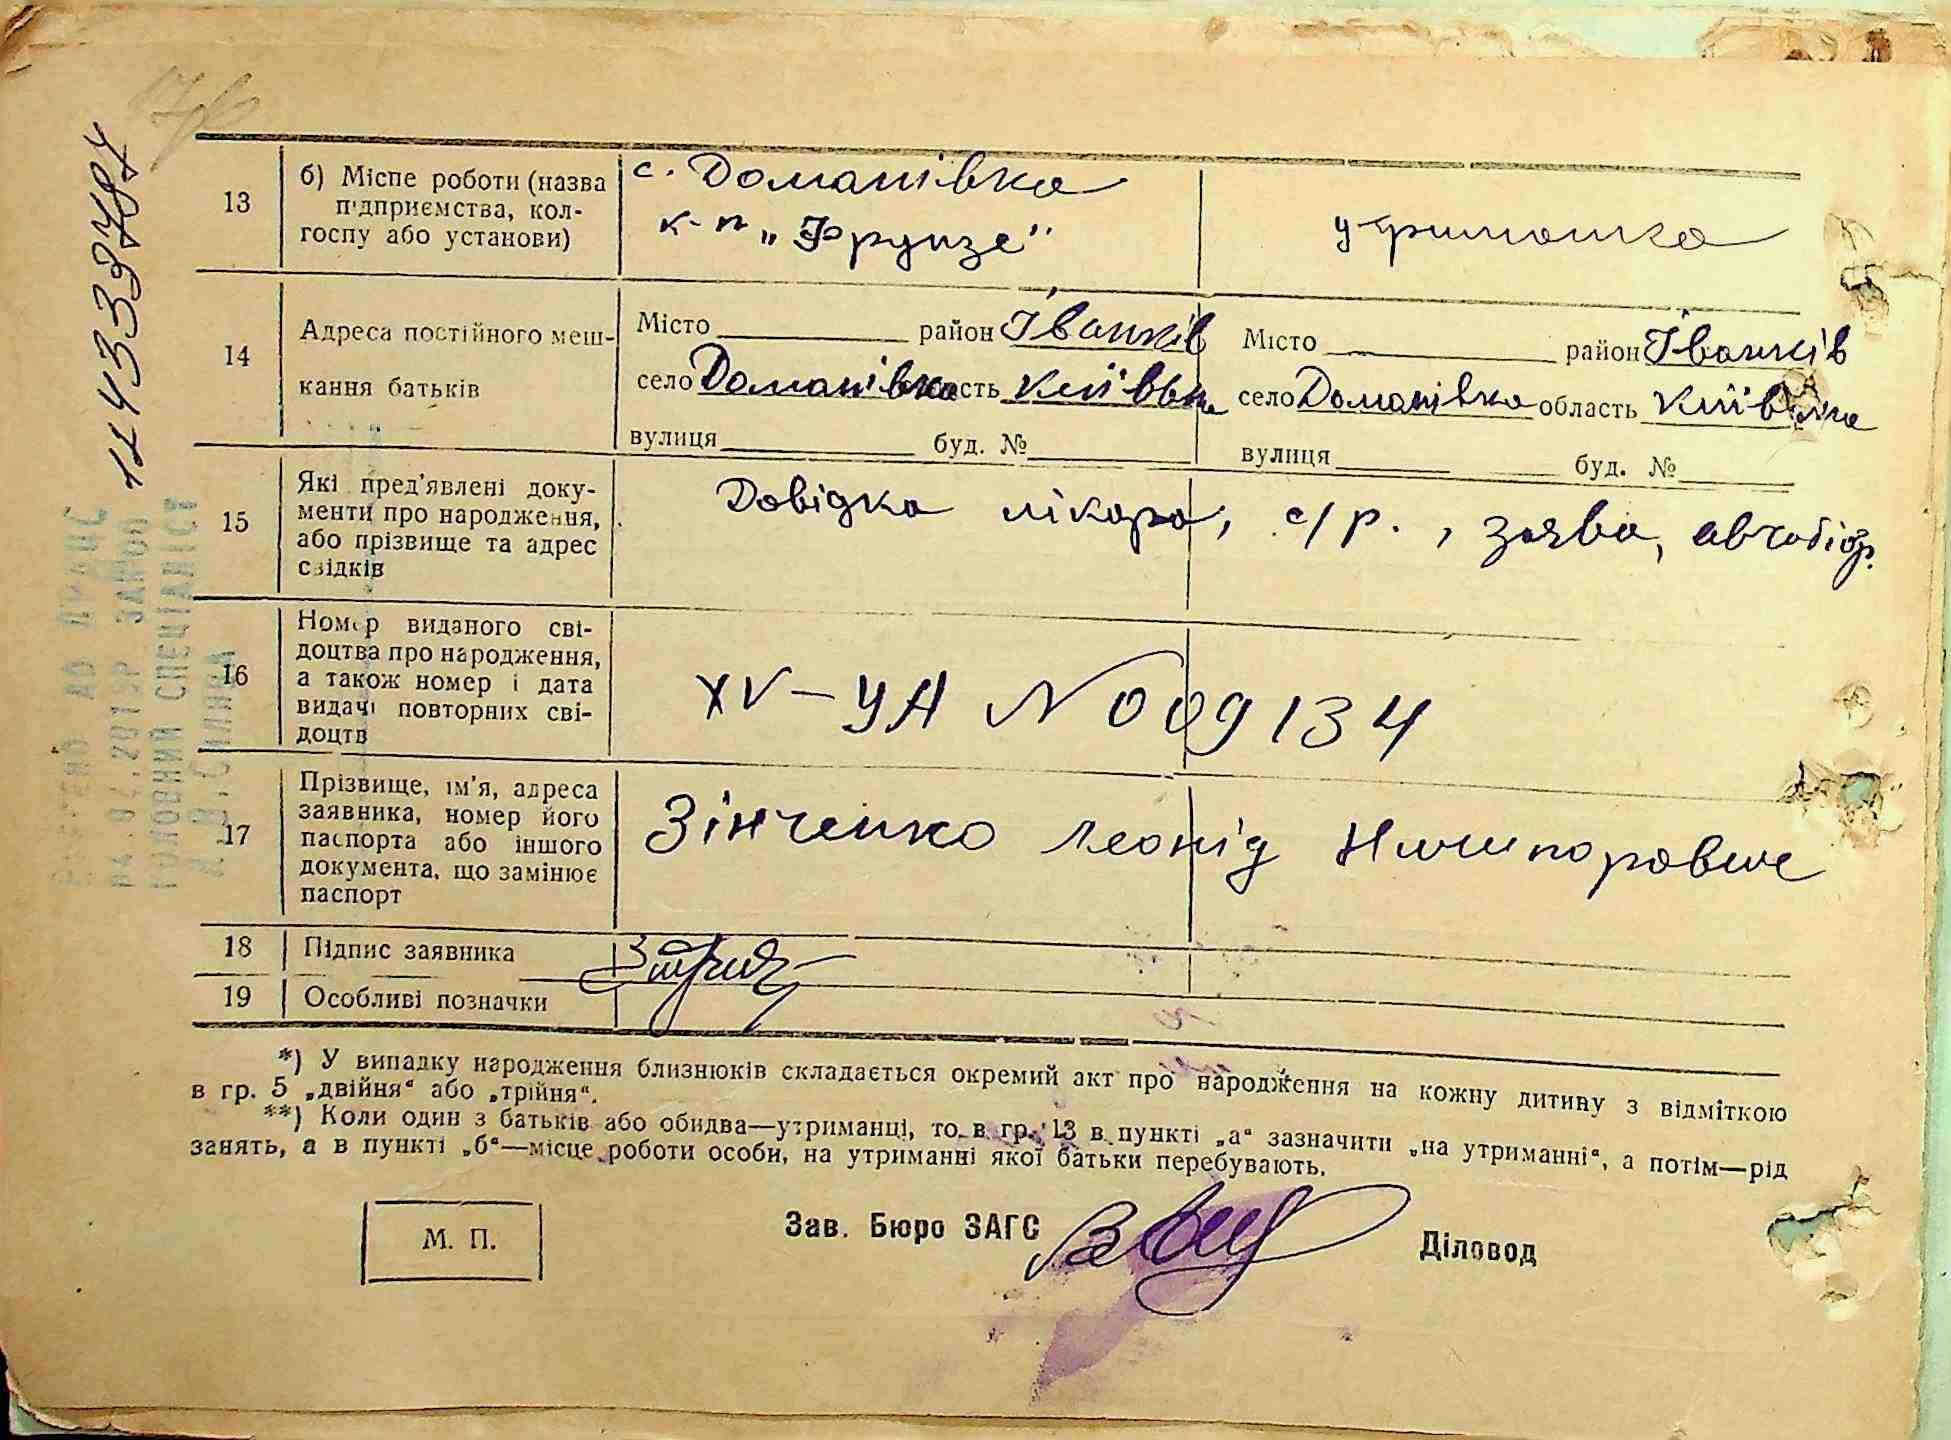 1143339487
13
б) Міспе роботи (назва
підприємства, кол-
госпу або установи)
с. Доманівка
к-п „Фрунзе"
утриманка
14
Адреса постійного меш-
кання батьків
Місто район Іванків
село Доманівка область Київська
вулиця буд. №
Місто район Іванків
село Доманівка область Київська
вулиця буд. №
15
Які пред'явлені доку-
менти про народження,
або прізвище та адрес
свідків
Довідка лікаря, с/р., заява, автобіогр.
16
Номер виданого сві-
доцтва про народження,
а також номер і дата
видачі повторних сві-
доцтв
XV-УА N 009134
17
Прізвище, ім'я, адреса
заявника, номер його
паспорта або іншого
документа, що замінює
паспорт
Зінченко Леонід Ничипорович
18
Підпис заявника
19
Особливі позначки
*) У випадку народження близнюків складається окремий акт про народження на кожну дитину з відміткою
в гр. 5 „двійня“ або „трійня“.
**) Коли один з батьків або обидва—утриманці, то в гр. 13 в пункті „а“ зазначити „на утриманні“, а потім—рід
занять, а в пункті „б“—місце роботи особи, на утриманні якої батьки перебувають.
М. П.
Зав. Бюро ЗАГС
Діловод
ГОЛОВНИЙ СПЕЦІАЛІСТ